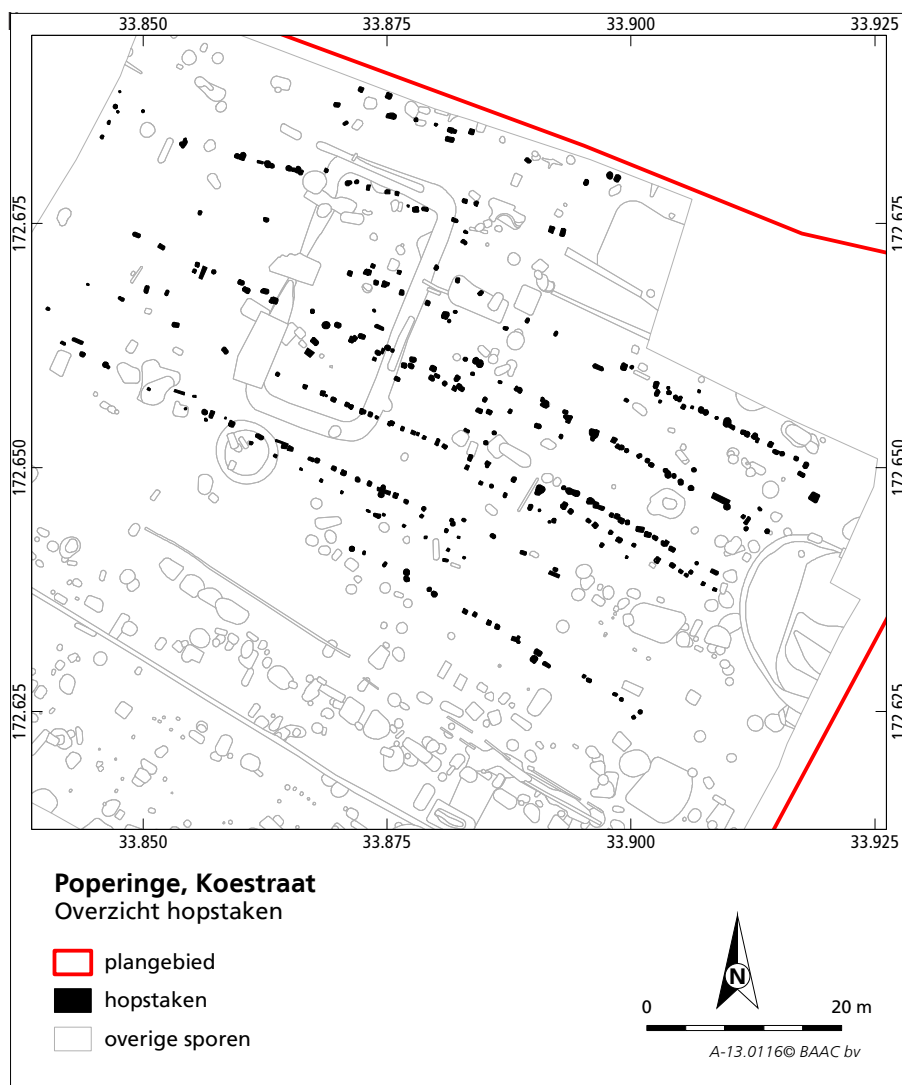 33.850 33.875 33.900 33.925
172.675 172.675
172.650 172.650
172.625 172.625
33.850 33.875 33.900 33.925
Poperinge, Koestraat
Overzicht hopstaken
plangebied
hopstaken
overige sporen
N
0 20 m
A-13.0116© BAAC bv